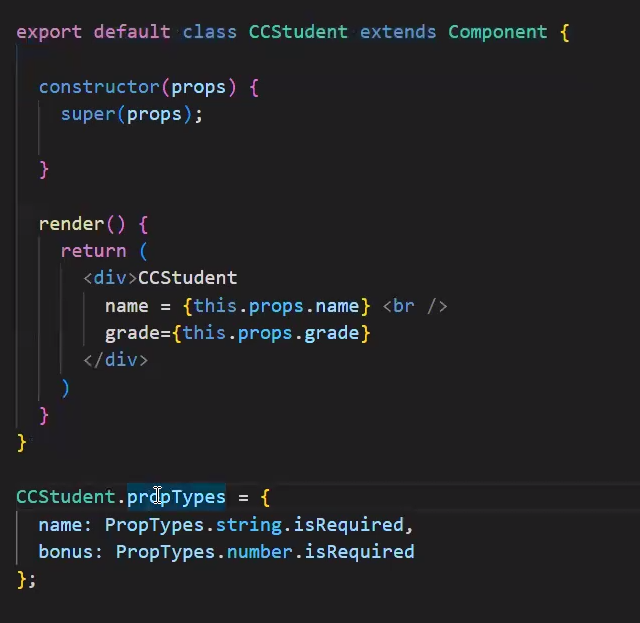 export default class CCStudent extends Component {
constructor(props) {
super(props);
}
render() {
return (
<div>CCStudent
name = {this.props.name} <br />
grade={this.props.grade}
</div>
)
}
}
CCStudent.propTypes = {
name: PropTypes.string.isRequired,
bonus: PropTypes.number.isRequired
};